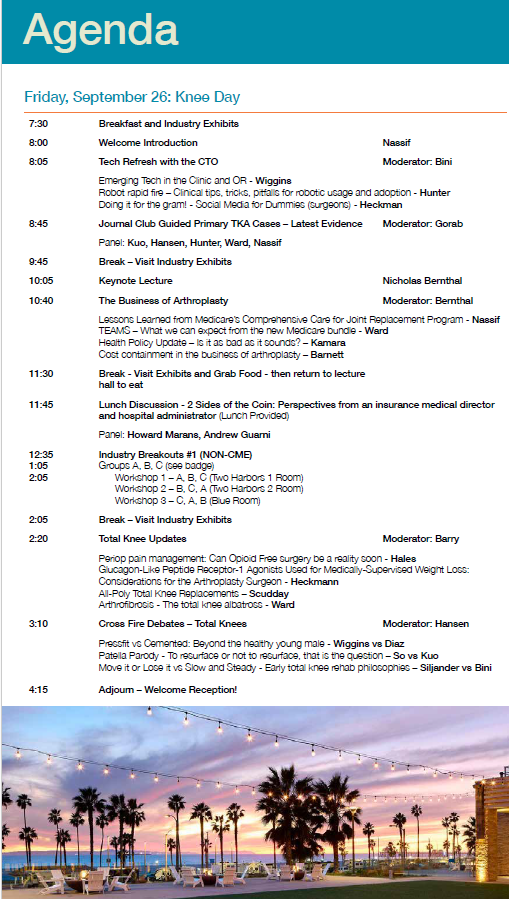 Agenda
Friday, September 26: Knee Day
7:30 Breakfast and Industry Exhibits
8:00 Welcome Introduction Nassif
8:05 Tech Refresh with the CTO Moderator: Bini
Emerging Tech in the Clinic and OR - Wiggins
Robot rapid fire – Clinical tips, tricks, pitfalls for robotic usage and adoption - Hunter
Doing it for the gram! - Social Media for Dummies (surgeons) - Heckman
8:45 Journal Club Guided Primary TKA Cases – Latest Evidence Moderator: Gorab
Panel: Kuo, Hansen, Hunter, Ward, Nassif
9:45 Break – Visit Industry Exhibits
10:05 Keynote Lecture Nicholas Bernthal
10:40 The Business of Arthroplasty Moderator: Bernthal
Lessons Learned from Medicare's Comprehensive Care for Joint Replacement Program - Nassif
TEAMS – What we can expect from the new Medicare bundle - Ward
Health Policy Update – Is it as bad as it sounds? – Kamara
Cost containment in the business of arthroplasty – Barnett
11:30 Break - Visit Exhibits and Grab Food - then return to lecture
hall to eat
11:45 Lunch Discussion - 2 Sides of the Coin: Perspectives from an insurance medical director
and hospital administrator (Lunch Provided)
Panel: Howard Marans, Andrew Guarni
12:35 Industry Breakouts #1 (NON-CME)
1:05 Groups A, B, C (see badge)
2:05 Workshop 1 – A, B, C (Two Harbors 1 Room)
Workshop 2 – B, C, A (Two Harbors 2 Room)
Workshop 3 – C, A, B (Blue Room)
2:05 Break – Visit Industry Exhibits
2:20 Total Knee Updates Moderator: Barry
Periop pain management: Can Opioid Free surgery be a reality soon - Hales
Glucagon-Like Peptide Receptor-1 Agonists Used for Medically-Supervised Weight Loss:
Considerations for the Arthroplasty Surgeon - Heckmann
All-Poly Total Knee Replacements – Scudday
Arthrofibrosis - The total knee albatross - Ward
3:10 Cross Fire Debates – Total Knees Moderator: Hansen
Pressfit vs Cemented: Beyond the healthy young male - Wiggins vs Diaz
Patella Parody - To resurface or not to resurface, that is the question – So vs Kuo
Move it or Lose it vs Slow and Steady - Early total knee rehab philosophies – Siljander vs Bini
4:15 Adjourn – Welcome Reception!